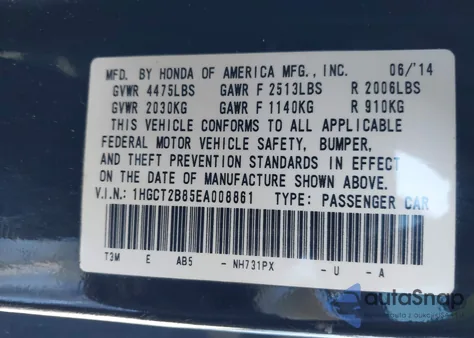 MFD. BY HONDA OF AMERICA MFG., INC. 06/'14
GVWR 4475LBS GAWR F 2513LBS R 2006LBS
GVWR 2030KG GAWR F 1140KG R 910KG
THIS VEHICLE CONFORMS TO ALL APPLICABLE
FEDERAL MOTOR VEHICLE SAFETY, BUMPER,
AND THEFT PREVENTION STANDARDS IN EFFECT
ON THE DATE OF MANUFACTURE SHOWN ABOVE.
V.I.N.: 1HGCT2B85EA008861 TYPE: PASSENGER CAR
T3M E AB5 - NH731PX - U - A
autoSnap